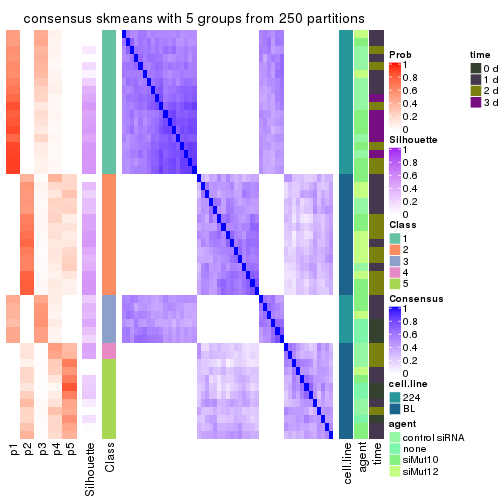 consensus skmeans with 5 groups from 250 partitions
p1
p2
p3
p4
p5
Silhouette
Class
cell.line
agent
time
Prob
1
0.8
0.6
0.4
0.2
0
Silhouette
1
0.8
0.6
0.4
0.2
0
Class
1
2
3
4
5
Consensus
1
0.8
0.6
0.4
0.2
0
cell.line
224
BL
agent
control siRNA
none
siMut10
siMut12
time
0 d
1 d
2 d
3 d